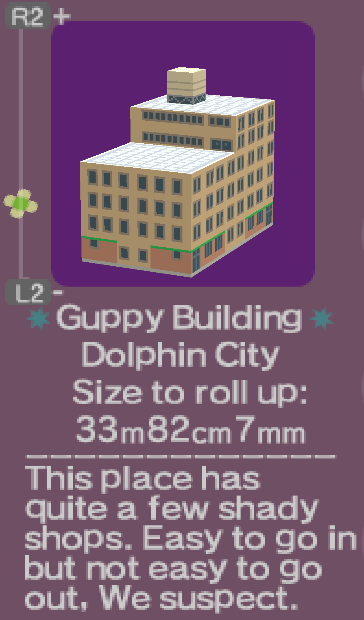 R2 +
L2 -
Guppy Building
Dolphin City
Size to roll up:
33m82cm7mm
This place has
quite a few shady
shops. Easy to go in
but not easy to go
out, We suspect.